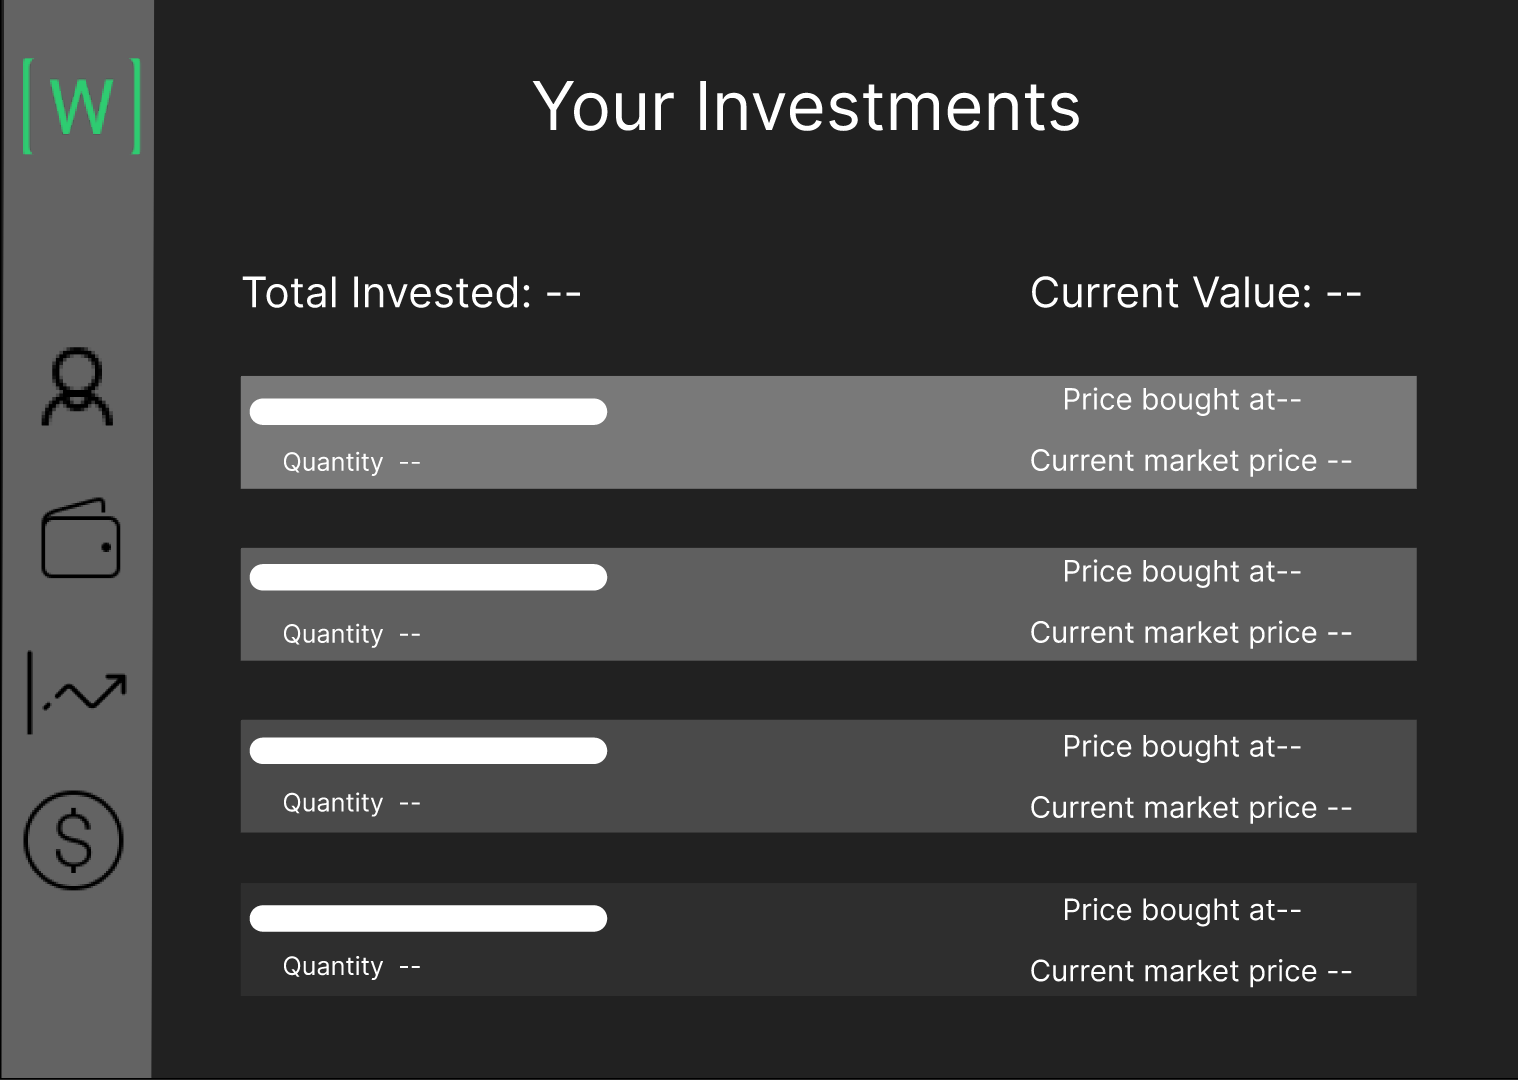 [W]
Your Investments
Total Invested: --
Current Value: --
Price bought at--
Quantity --
Current market price --
Price bought at--
Quantity --
Current market price --
Price bought at--
Quantity --
Current market price --
Price bought at--
Quantity --
Current market price --
$